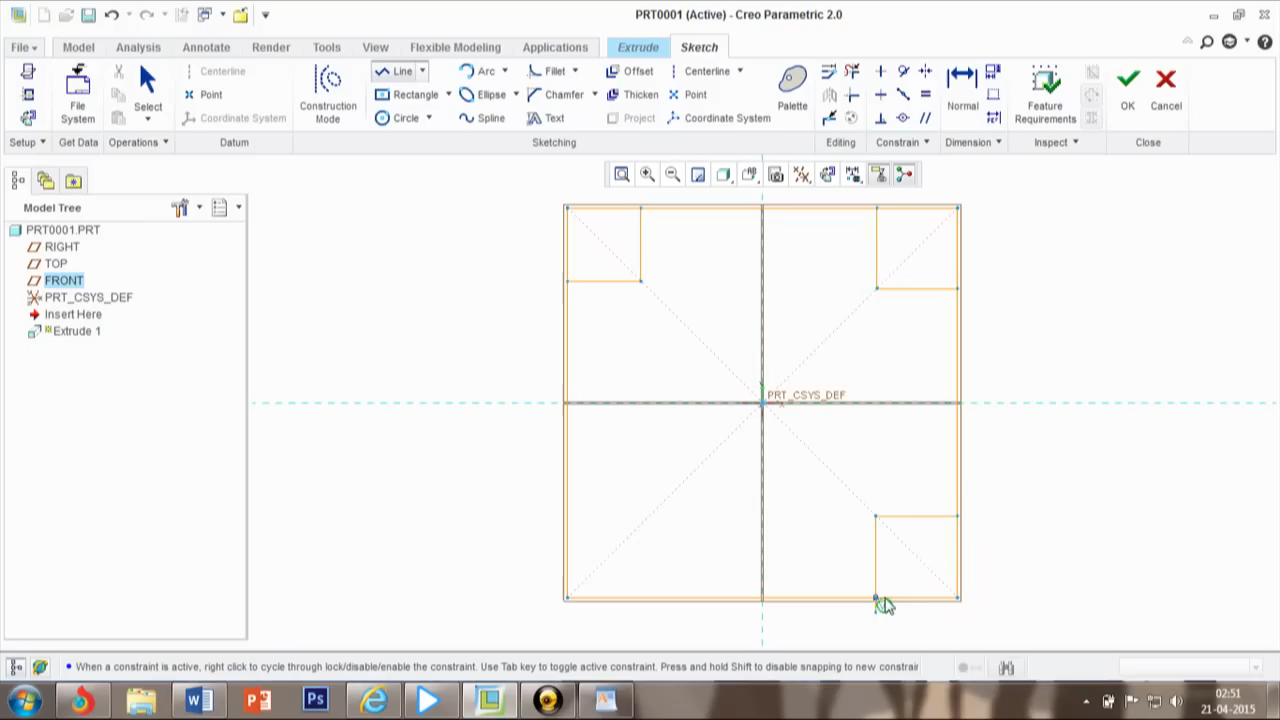 PRT0001 (Active) - Creo Parametric 2.0
File Model Analysis Annotate Render Tools View Flexible Modeling Applications Extrude Sketch
Centerline Line Arc Fillet Offset Centerline
Point Rectangle Ellipse Chamfer Thicken Point
Coordinate System Circle Spline Text Project Coordinate System
File System Select Construction Mode Palette Normal Feature Requirements OK Cancel
Setup Get Data Operations Datum Sketching Editing Constrain Dimension Inspect Close
Model Tree
PRT0001.PRT
RIGHT
TOP
FRONT
PRT_CSYS_DEF
Insert Here
Extrude 1
PRT_CSYS_DEF
When a constraint is active, right click to cycle through lock/disable/enable the constraint. Use Tab key to toggle active constraint. Press and hold Shift to disable snapping to new constrair
02:51
21-04-2015